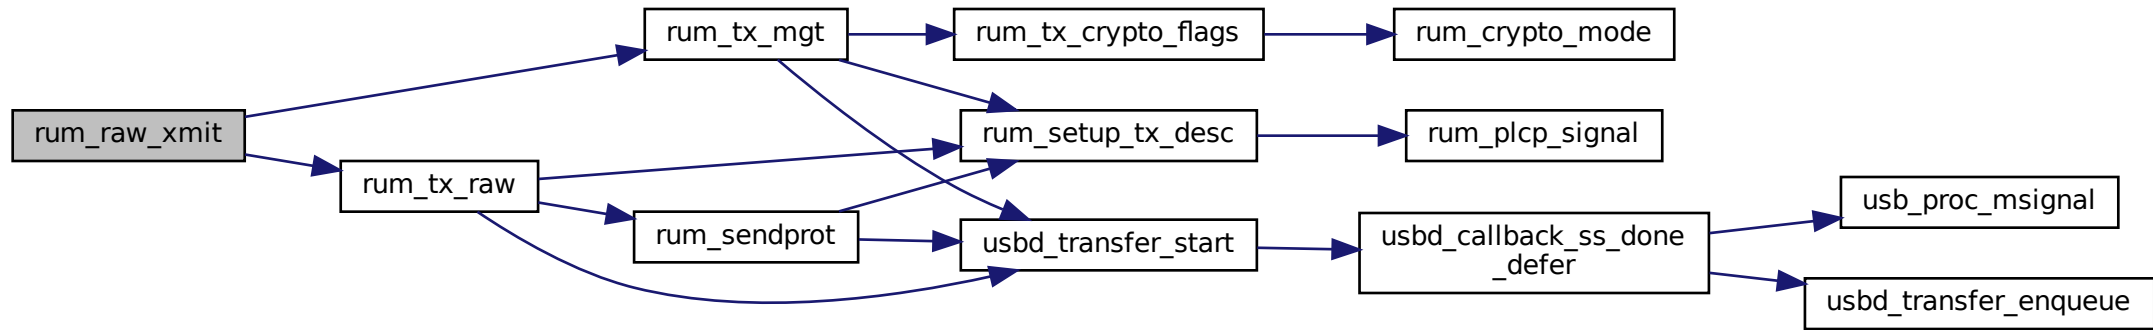 rum_raw_xmit
rum_tx_mgt
rum_tx_raw
rum_sendprot
rum_tx_crypto_flags
rum_setup_tx_desc
usbd_transfer_start
rum_crypto_mode
rum_plcp_signal
usbd_callback_ss_done
_defer
usb_proc_msignal
usbd_transfer_enqueue